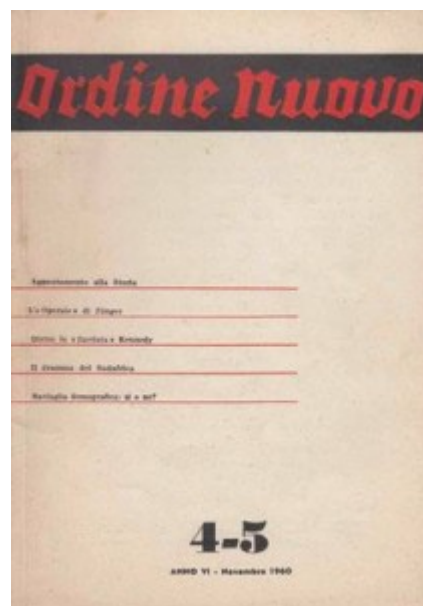 Ordine Nuovo
Appuntamento alla Storia
L'« Operaio » di Jünger
Dietro la « facciata » Kennedy
Il dramma del Sudafrica
Battaglia demografica: sì o no?
4-5
ANNO VI - Novembre 1960